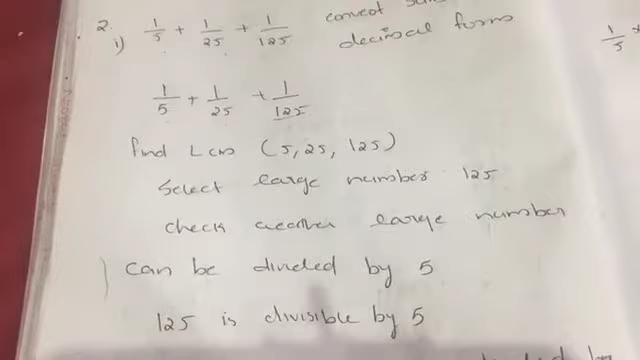 2.
i) 1/5 + 1/25 + 1/125 convert
decimal form
1/5
1/5 + 1/25 + 1/125
find LCM (5, 25, 125)
Select large number 125
check large number
can be divided by 5
125 is divisible by 5
by